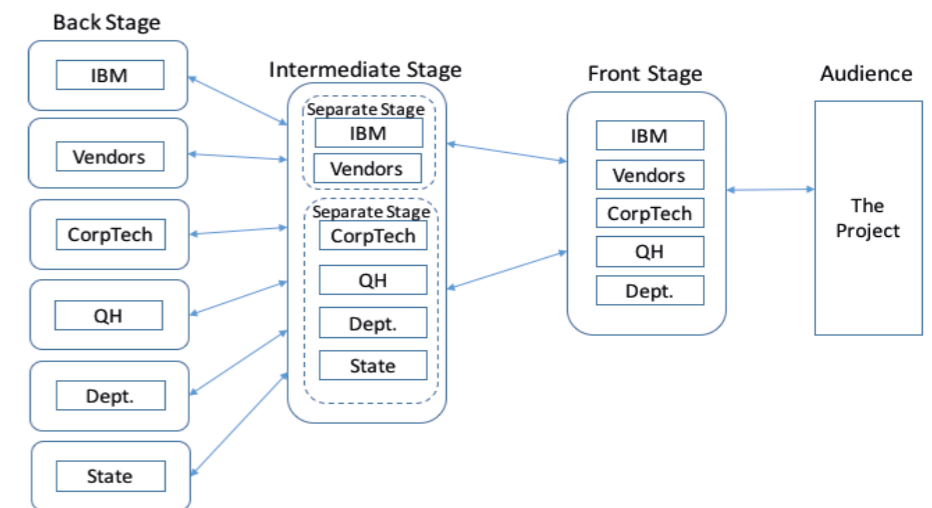 Back Stage
IBM
Vendors
CorpTech
QH
Dept.
State
Intermediate Stage
Separate Stage
IBM
Vendors
Separate Stage
CorpTech
QH
Dept.
State
Front Stage
IBM
Vendors
CorpTech
QH
Dept.
Audience
The
Project